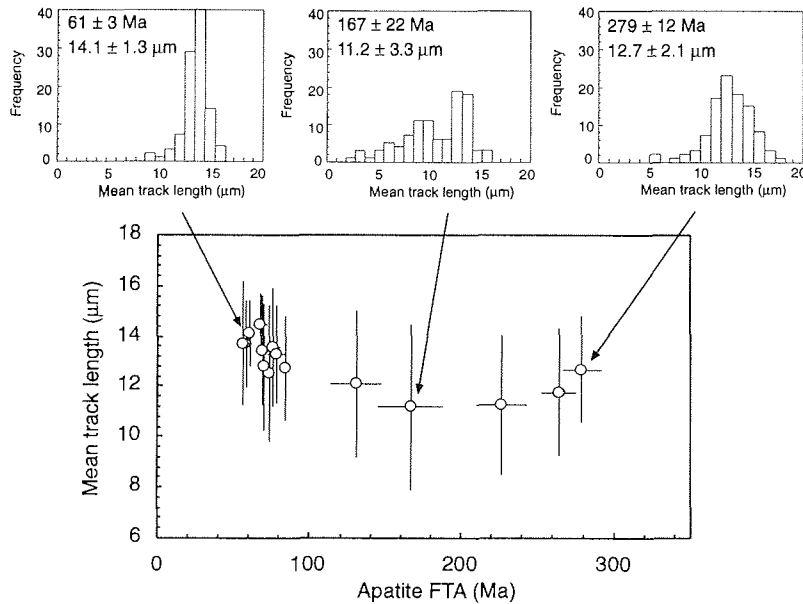 61 ± 3 Ma
14.1 ± 1.3 µm
Frequency
40
30
20
10
0
0
5
10
15
20
Mean track length (µm)
167 ± 22 Ma
11.2 ± 3.3 µm
Frequency
40
30
20
10
0
0
5
10
15
20
Mean track length (µm)
279 ± 12 Ma
12.7 ± 2.1 µm
Frequency
40
30
20
10
0
0
5
10
15
20
Mean track length (µm)
Mean track length (µm)
18
16
14
12
10
8
6
0
100
200
300
Apatite FTA (Ma)